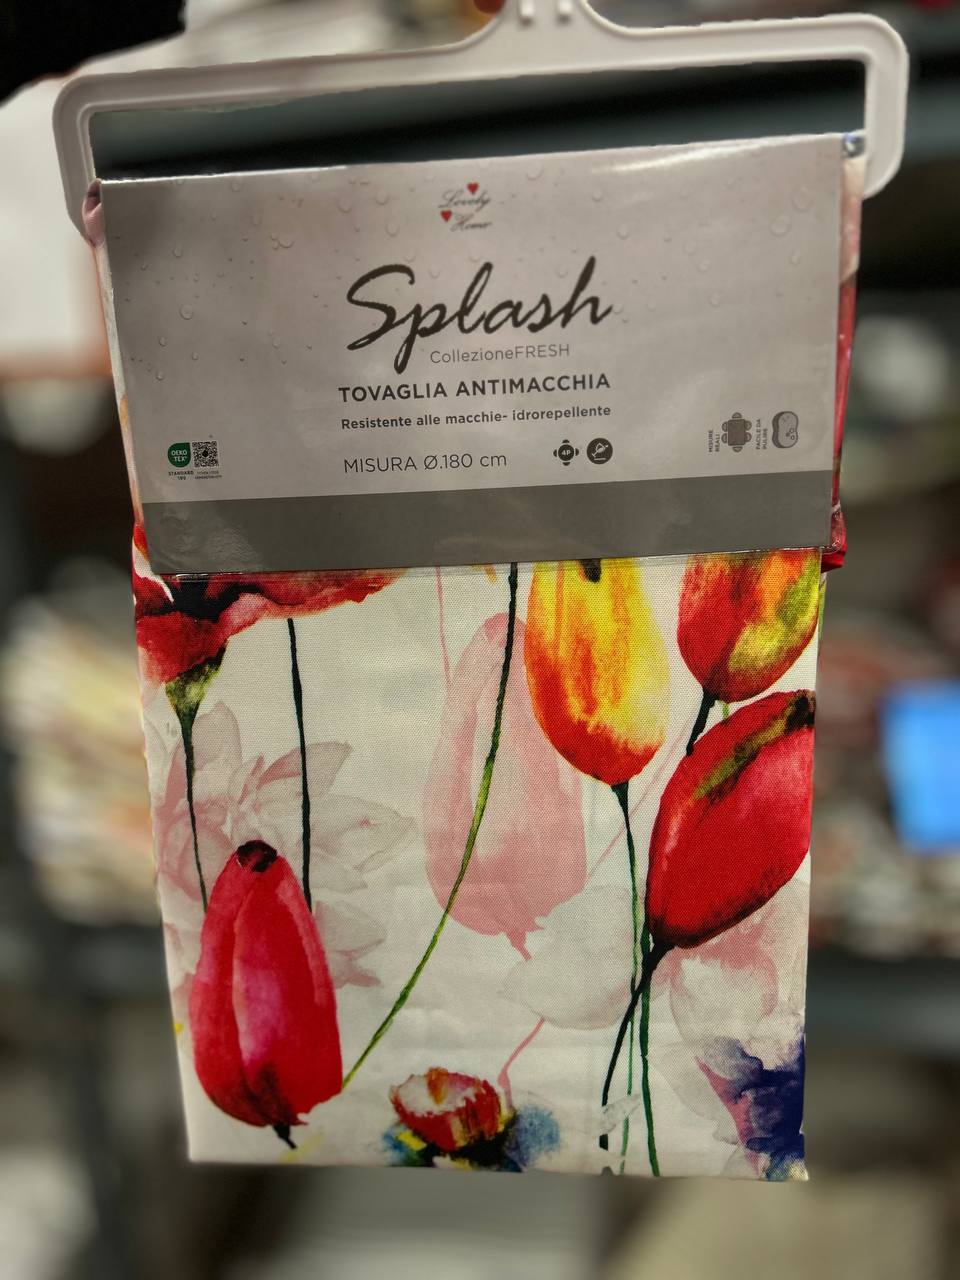 Lovely
Home
Splash
CollezioneFRESH
TOVAGLIA ANTIMACCHIA
Resistente alle macchie- idrorepellente
MISURA Ø.180 cm
4P
OEKO
TEX®
STANDARD
100
MISURE
REALI
FACILE DA
PULIRE